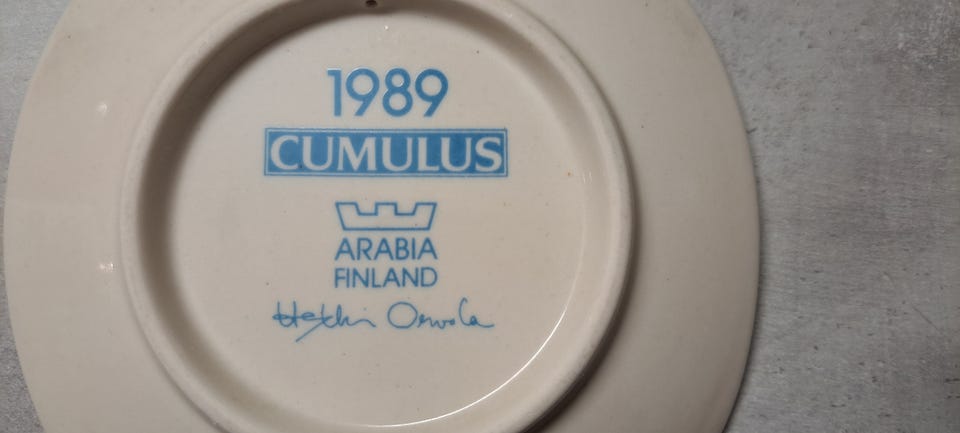 1989
CUMULUS
ARABIA
FINLAND
Heikki Orvola